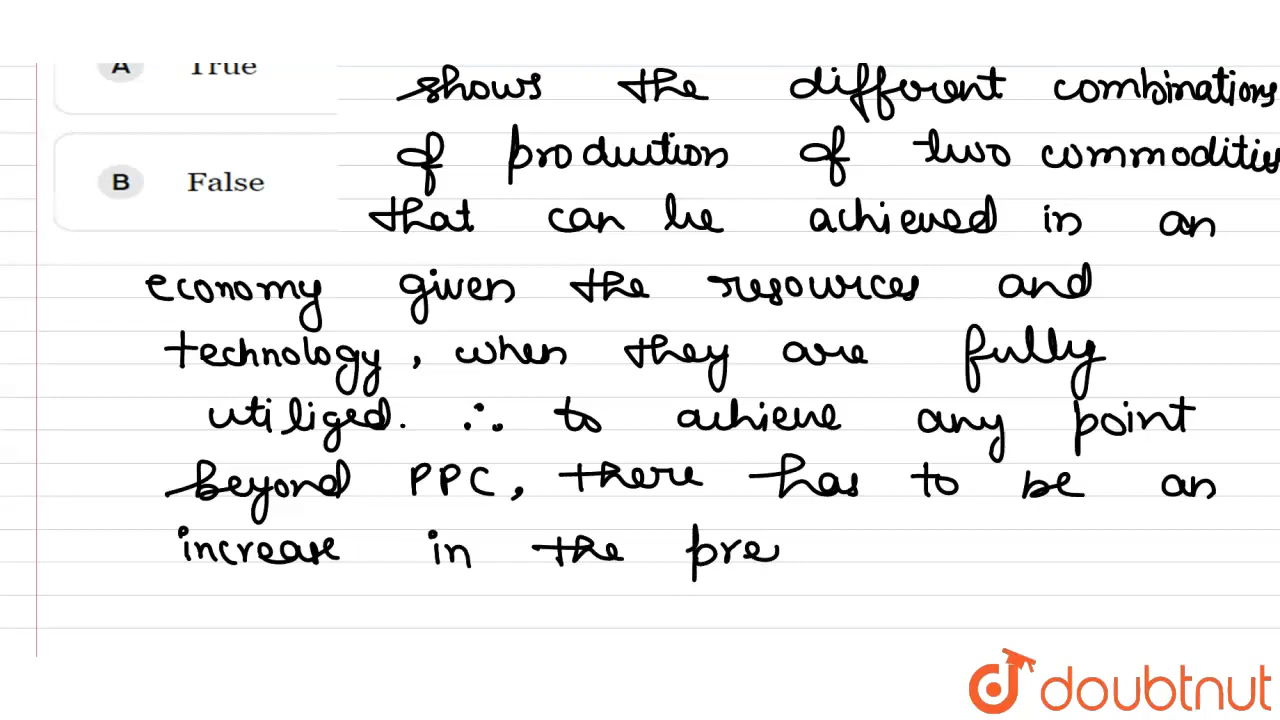 A True
shows the different combinations
of production of two commodities
B False
that can be achieved in an
economy given the resources and
technology, when they are fully
utilized. ∴ to achieve any point
beyond PPC, there has to be an
increase in the pre
doubtnut